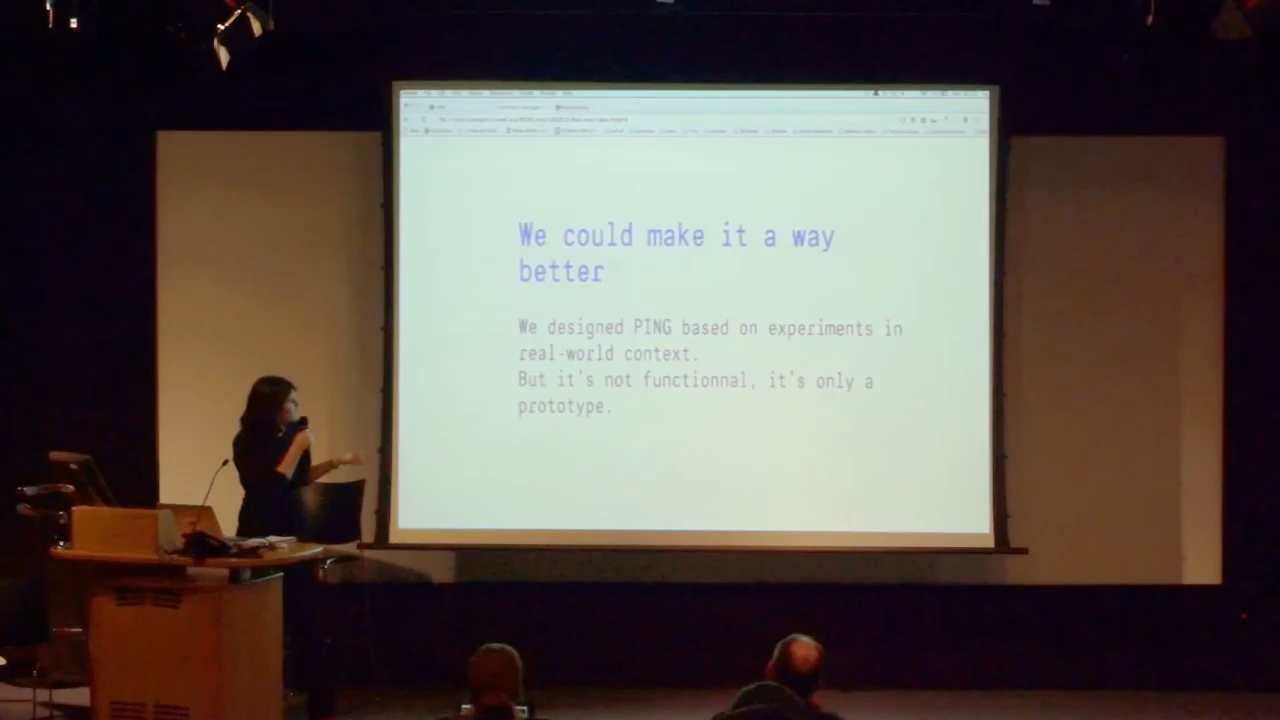 We could make it a way
better
We designed PING based on experiments in
real-world context.
But it's not functionnal, it's only a
prototype.